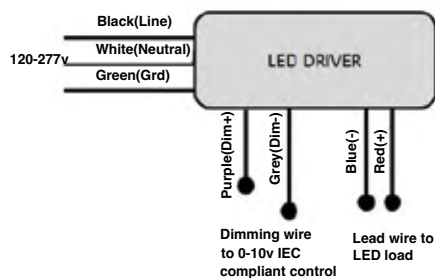 Black(Line)
White(Neutral)
120-277v
Green(Grd)
LED DRIVER
Purple(Dim+)
Grey(Dim-)
Blue(-)
Red(+)
Dimming wire
to 0-10v IEC
compliant control
Lead wire to
LED load